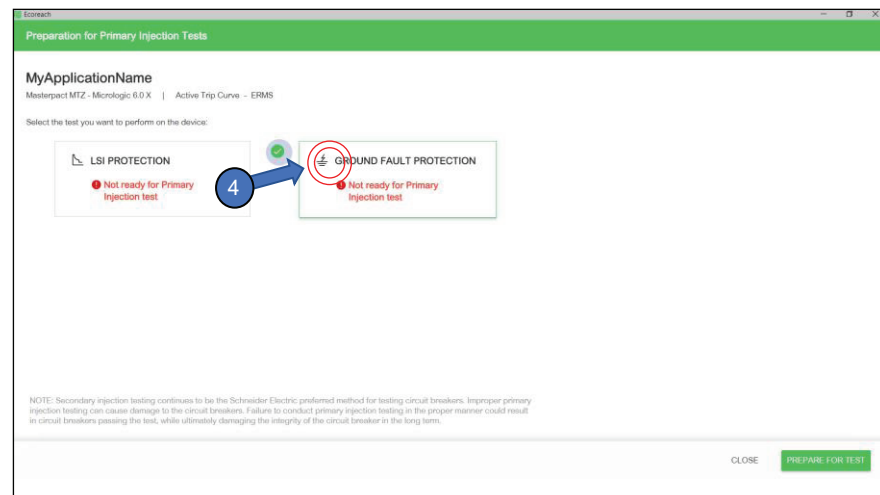 Ecoreach
Preparation for Primary Injection Tests
MyApplicationName
Masterpact MTZ - Micrologic 6.0 X | Active Trip Curve - ERMS
Select the test you want to perform on the device:
LSI PROTECTION
Not ready for Primary
Injection test
4
GROUND FAULT PROTECTION
Not ready for Primary
Injection test
NOTE: Secondary injection testing continues to be the Schneider Electric preferred method for testing circuit breakers. Improper primary
injection testing can cause damage to the circuit breakers. Failure to conduct primary injection testing in the proper manner could result
in circuit breakers passing the test, while ultimately damaging the integrity of the circuit breaker in the long term.
CLOSE
PREPARE FOR TEST